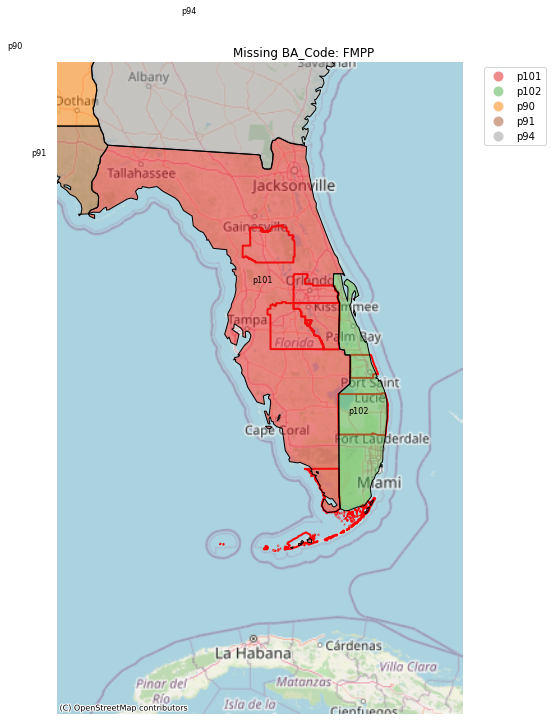 p94
p90
Missing BA_Code: FMPP
Savannah
p101
p102
p90
p91
p94
Albany
Dothan
p91
Tallahassee
Jacksonville
Gainesville
p101
Orlando
Kissimmee
Tampa
Palm Bay
Florida
Port Saint
Lucie
p102
Cape Coral
Fort Lauderdale
Miami
La Habana
Cárdenas
Villa Clara
Pinar del
Río
Matanzas
Isla de la
Cienfuegos
(C) OpenStreetMap contributors